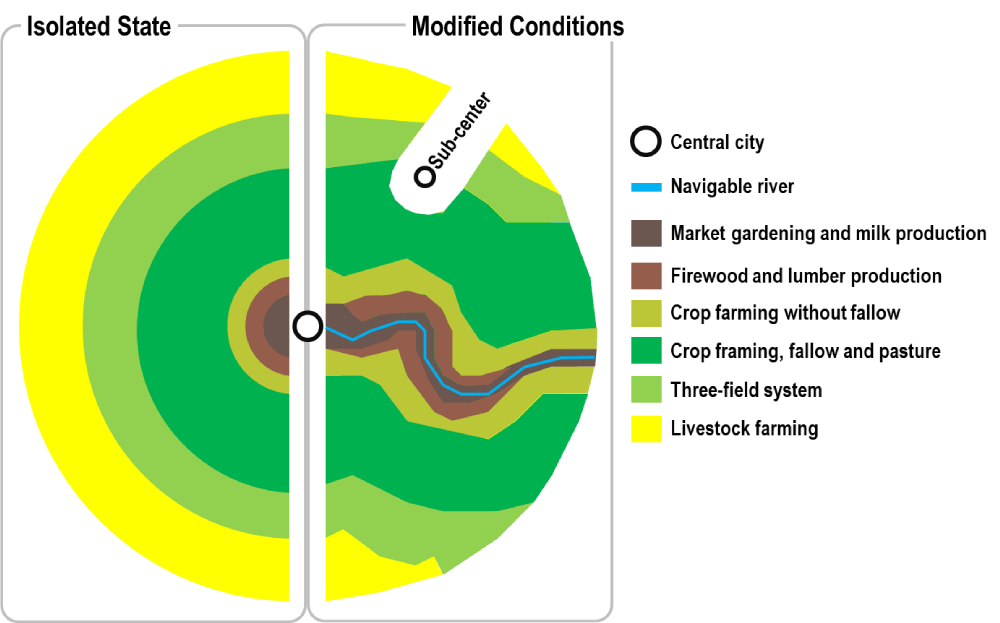 Isolated State
Modified Conditions
Sub-center
Central city
Navigable river
Market gardening and milk production
Firewood and lumber production
Crop farming without fallow
Crop framing, fallow and pasture
Three-field system
Livestock farming